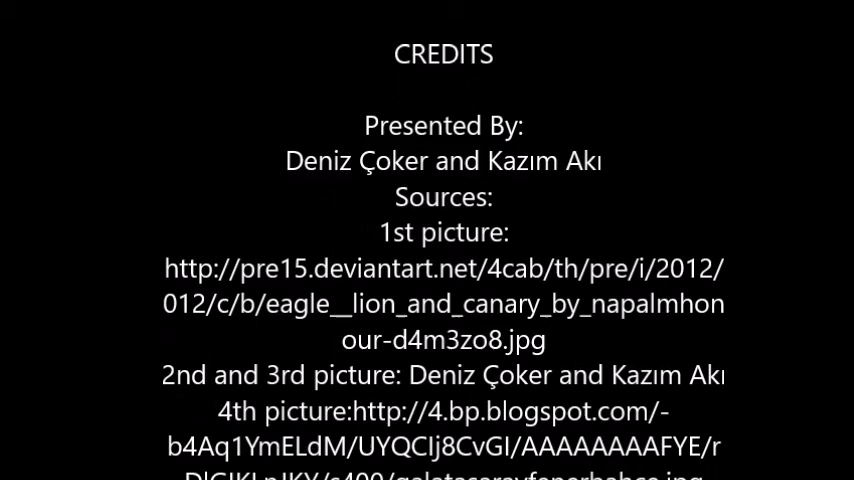 CREDITS
Presented By:
Deniz Çoker and Kazım Akı
Sources:
1st picture:
http://pre15.deviantart.net/4cab/th/pre/i/2012/
012/c/b/eagle__lion_and_canary_by_napalmhon
our-d4m3zo8.jpg
2nd and 3rd picture: Deniz Çoker and Kazım Akı
4th picture:http://4.bp.blogspot.com/-
b4Aq1YmELdM/UYQCIj8CvGI/AAAAAAAAFYE/r